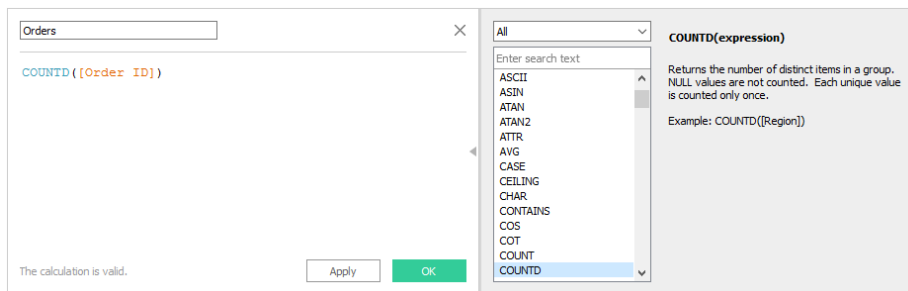 Orders
COUNTD([Order ID])
The calculation is valid.
Apply
OK
All
Enter search text
ASCII
ASIN
ATAN
ATAN2
ATTR
AVG
CASE
CEILING
CHAR
CONTAINS
COS
COT
COUNT
COUNTD
COUNTD(expression)
Returns the number of distinct items in a group.
NULL values are not counted.  Each unique value
is counted only once.
Example: COUNTD([Region])